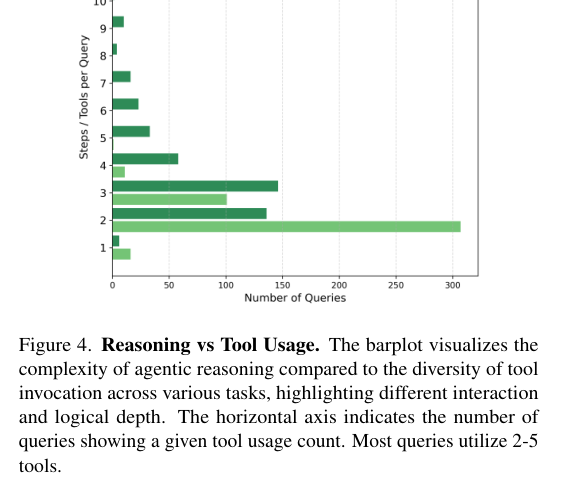 10
9
8
7
6
5
4
3
2
1
Steps / Tools per Query
0 50 100 150 200 250 300
Number of Queries
Figure 4. Reasoning vs Tool Usage. The barplot visualizes the
complexity of agentic reasoning compared to the diversity of tool
invocation across various tasks, highlighting different interaction
and logical depth. The horizontal axis indicates the number of
queries showing a given tool usage count. Most queries utilize 2-5
tools.